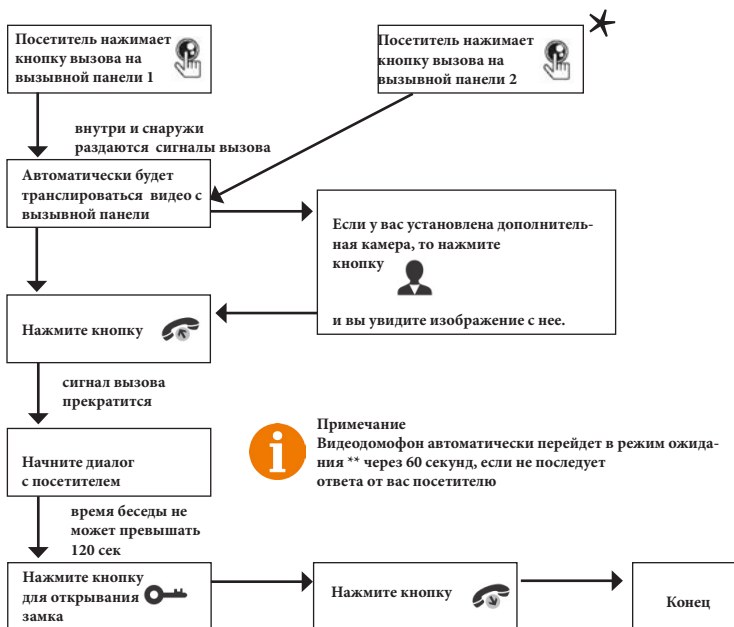 Посетитель нажимает
кнопку вызова на
вызывной панели 1
Посетитель нажимает
кнопку вызова на
вызывной панели 2
внутри и снаружи
раздаются сигналы вызова
Автоматически будет
транслироваться видео с
вызывной панели
Если у вас установлена дополнитель-
ная камера, то нажмите
кнопку
и вы увидите изображение с нее.
Нажмите кнопку
сигнал вызова
прекратится
Примечание
Видеодомофон автоматически перейдет в режим ожида-
ния ** через 60 секунд, если не последует
ответа от вас посетителю
Начните диалог
с посетителем
время беседы не
может превышать
120 сек
Нажмите кнопку
для открывания
замка
Нажмите кнопку
Конец